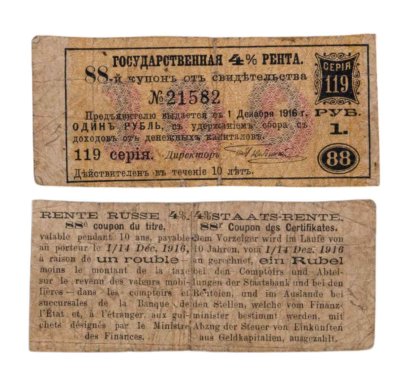 ГОСУДАРСТВЕННАЯ 4% РЕНТА.
88-й купонъ отъ свидѣтельства
№21582
Предъявителю выдается съ 1 Декабря 1916 г.
ОДИНЪ РУБЛЬ, съ удержаніемъ сбора съ
доходовъ отъ денежныхъ капиталовъ.
119 серія. Директоръ
Дѣйствителенъ въ теченіе 10 лѣтъ.
СЕРІЯ
119
РУБ.
1.
88
RENTE RUSSE 4%.
88e coupon du titre,
valable pendant 10 ans, payable
au porteur le 1/14 Déc. 1916,
à raison de un rouble
moins le montant de la taxe
sur le revenu des valeurs mobi-
lières dans les comptoirs et
succursales de la Banque de
l'État et, à l'étranger, aux gui-
chets désignés par le Ministre
des Finances.
4% STAATS-RENTE.
88r Coupon des Certificates.
Dem Vorzeiger wird im Laufe von
10 Jahren, vom 1/14 Dez. 1916
an gerechnet, ein Rubel
bei den Comptoirs und Abtei-
lungen der Staatsbank und bei den
Renteien, und im Auslande bei
den Stellen, welche vom Finanz-
minister bestimmt werden, mit
Abzug der Steuer von Einkünften
aus Geldkapitalien, ausgezahlt.